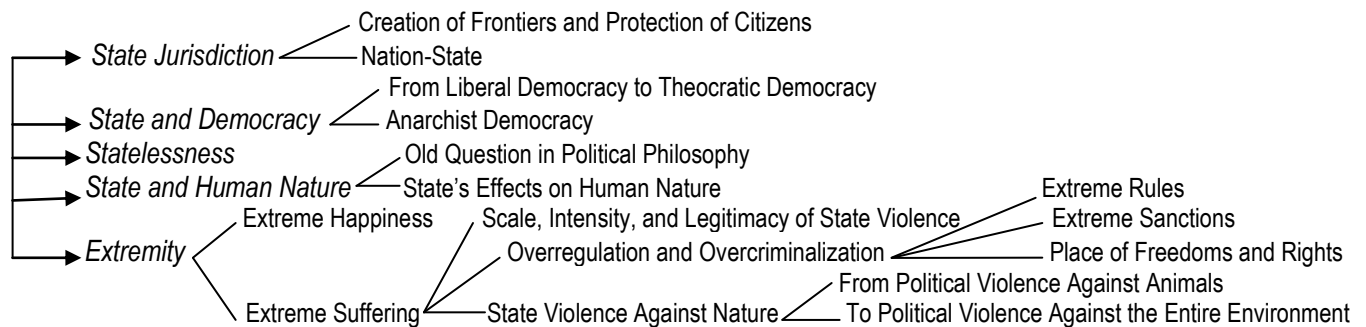 Creation of Frontiers and Protection of Citizens
State Jurisdiction
Nation-State
From Liberal Democracy to Theocratic Democracy
State and Democracy
Anarchist Democracy
Statelessness
Old Question in Political Philosophy
State and Human Nature
State’s Effects on Human Nature
Extreme Happiness
Extremity
Extreme Suffering
Scale, Intensity, and Legitimacy of State Violence
Overregulation and Overcriminalization
Extreme Rules
Extreme Sanctions
Place of Freedoms and Rights
State Violence Against Nature
From Political Violence Against Animals
To Political Violence Against the Entire Environment